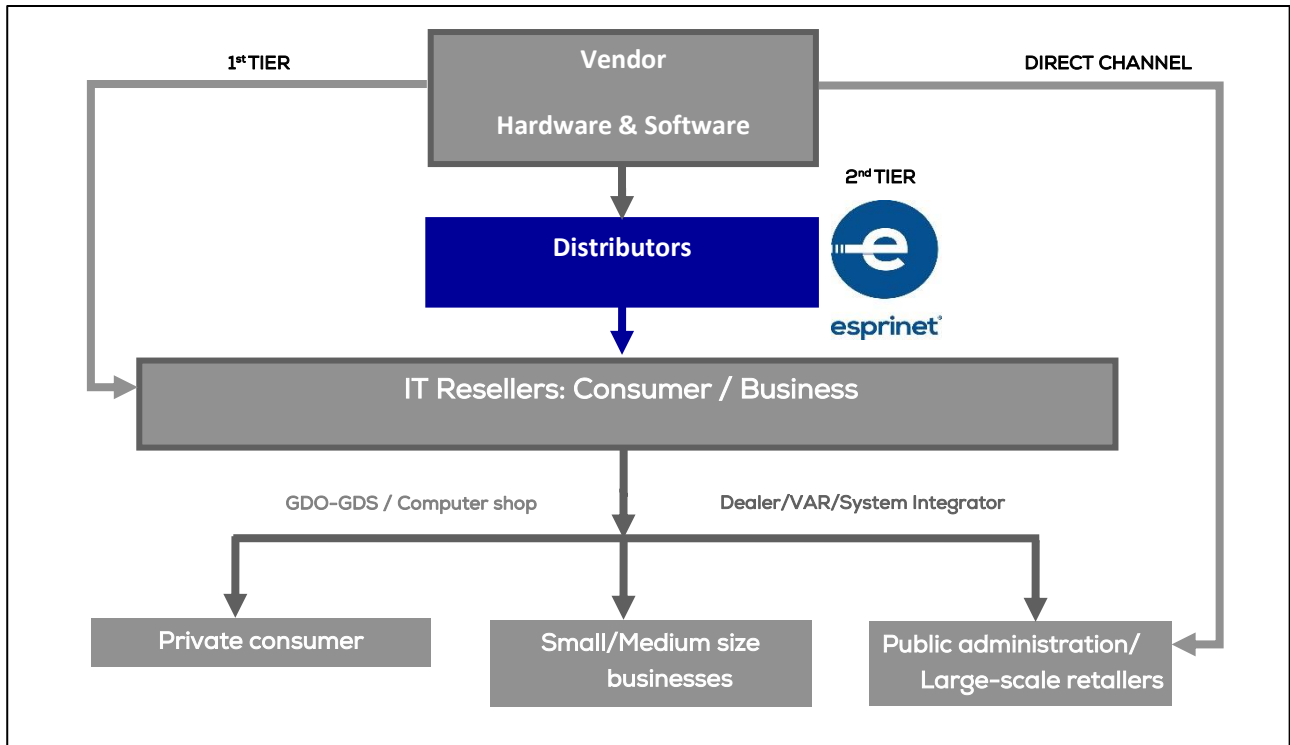 1st TIER
Vendor
Hardware & Software
DIRECT CHANNEL
2nd TIER
Distributors
e
esprinet®
IT Resellers: Consumer / Business
GDO-GDS / Computer shop
Dealer/VAR/System Integrator
Private consumer
Small/Medium size
businesses
Public administration/
Large-scale retallers